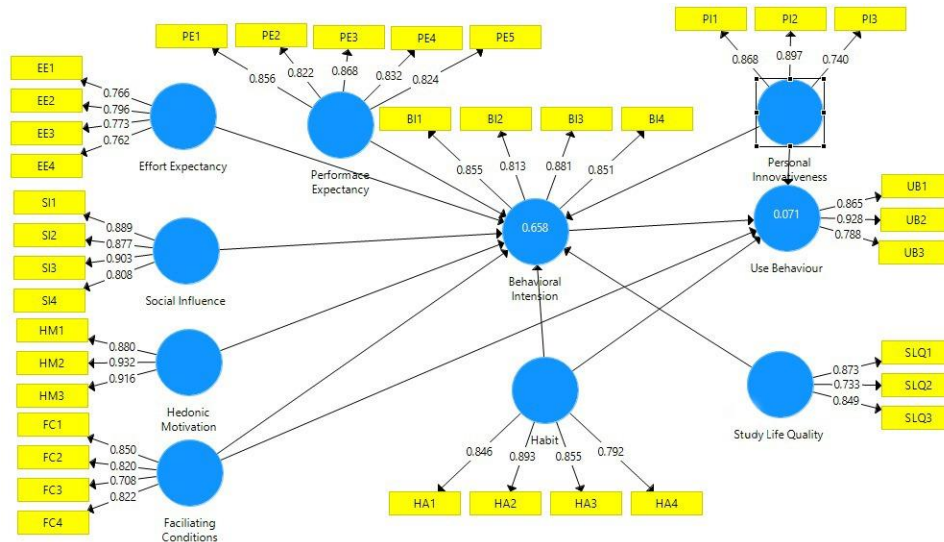 PE1
PE2
PE3
PE4
PE5
0.856
0.822
0.868
0.832
0.824
Performace
Expectancy
PI1
PI2
PI3
0.868
0.897
0.740
Personal
Innovativeness
EE1
EE2
EE3
EE4
0.766
0.796
0.773
0.762
Effort Expectancy
BI1
BI2
BI3
BI4
0.855
0.813
0.881
0.851
0.658
Behavioral
Intension
0.071
Use Behaviour
0.865
0.928
0.788
UB1
UB2
UB3
SI1
SI2
SI3
SI4
0.889
0.877
0.903
0.808
Social Influence
HM1
HM2
HM3
0.880
0.932
0.916
Hedonic
Motivation
FC1
FC2
FC3
FC4
0.850
0.820
0.708
0.822
Faciliating
Conditions
Habit
0.846
0.893
0.855
0.792
HA1
HA2
HA3
HA4
Study Life Quality
0.873
0.733
0.849
SLQ1
SLQ2
SLQ3